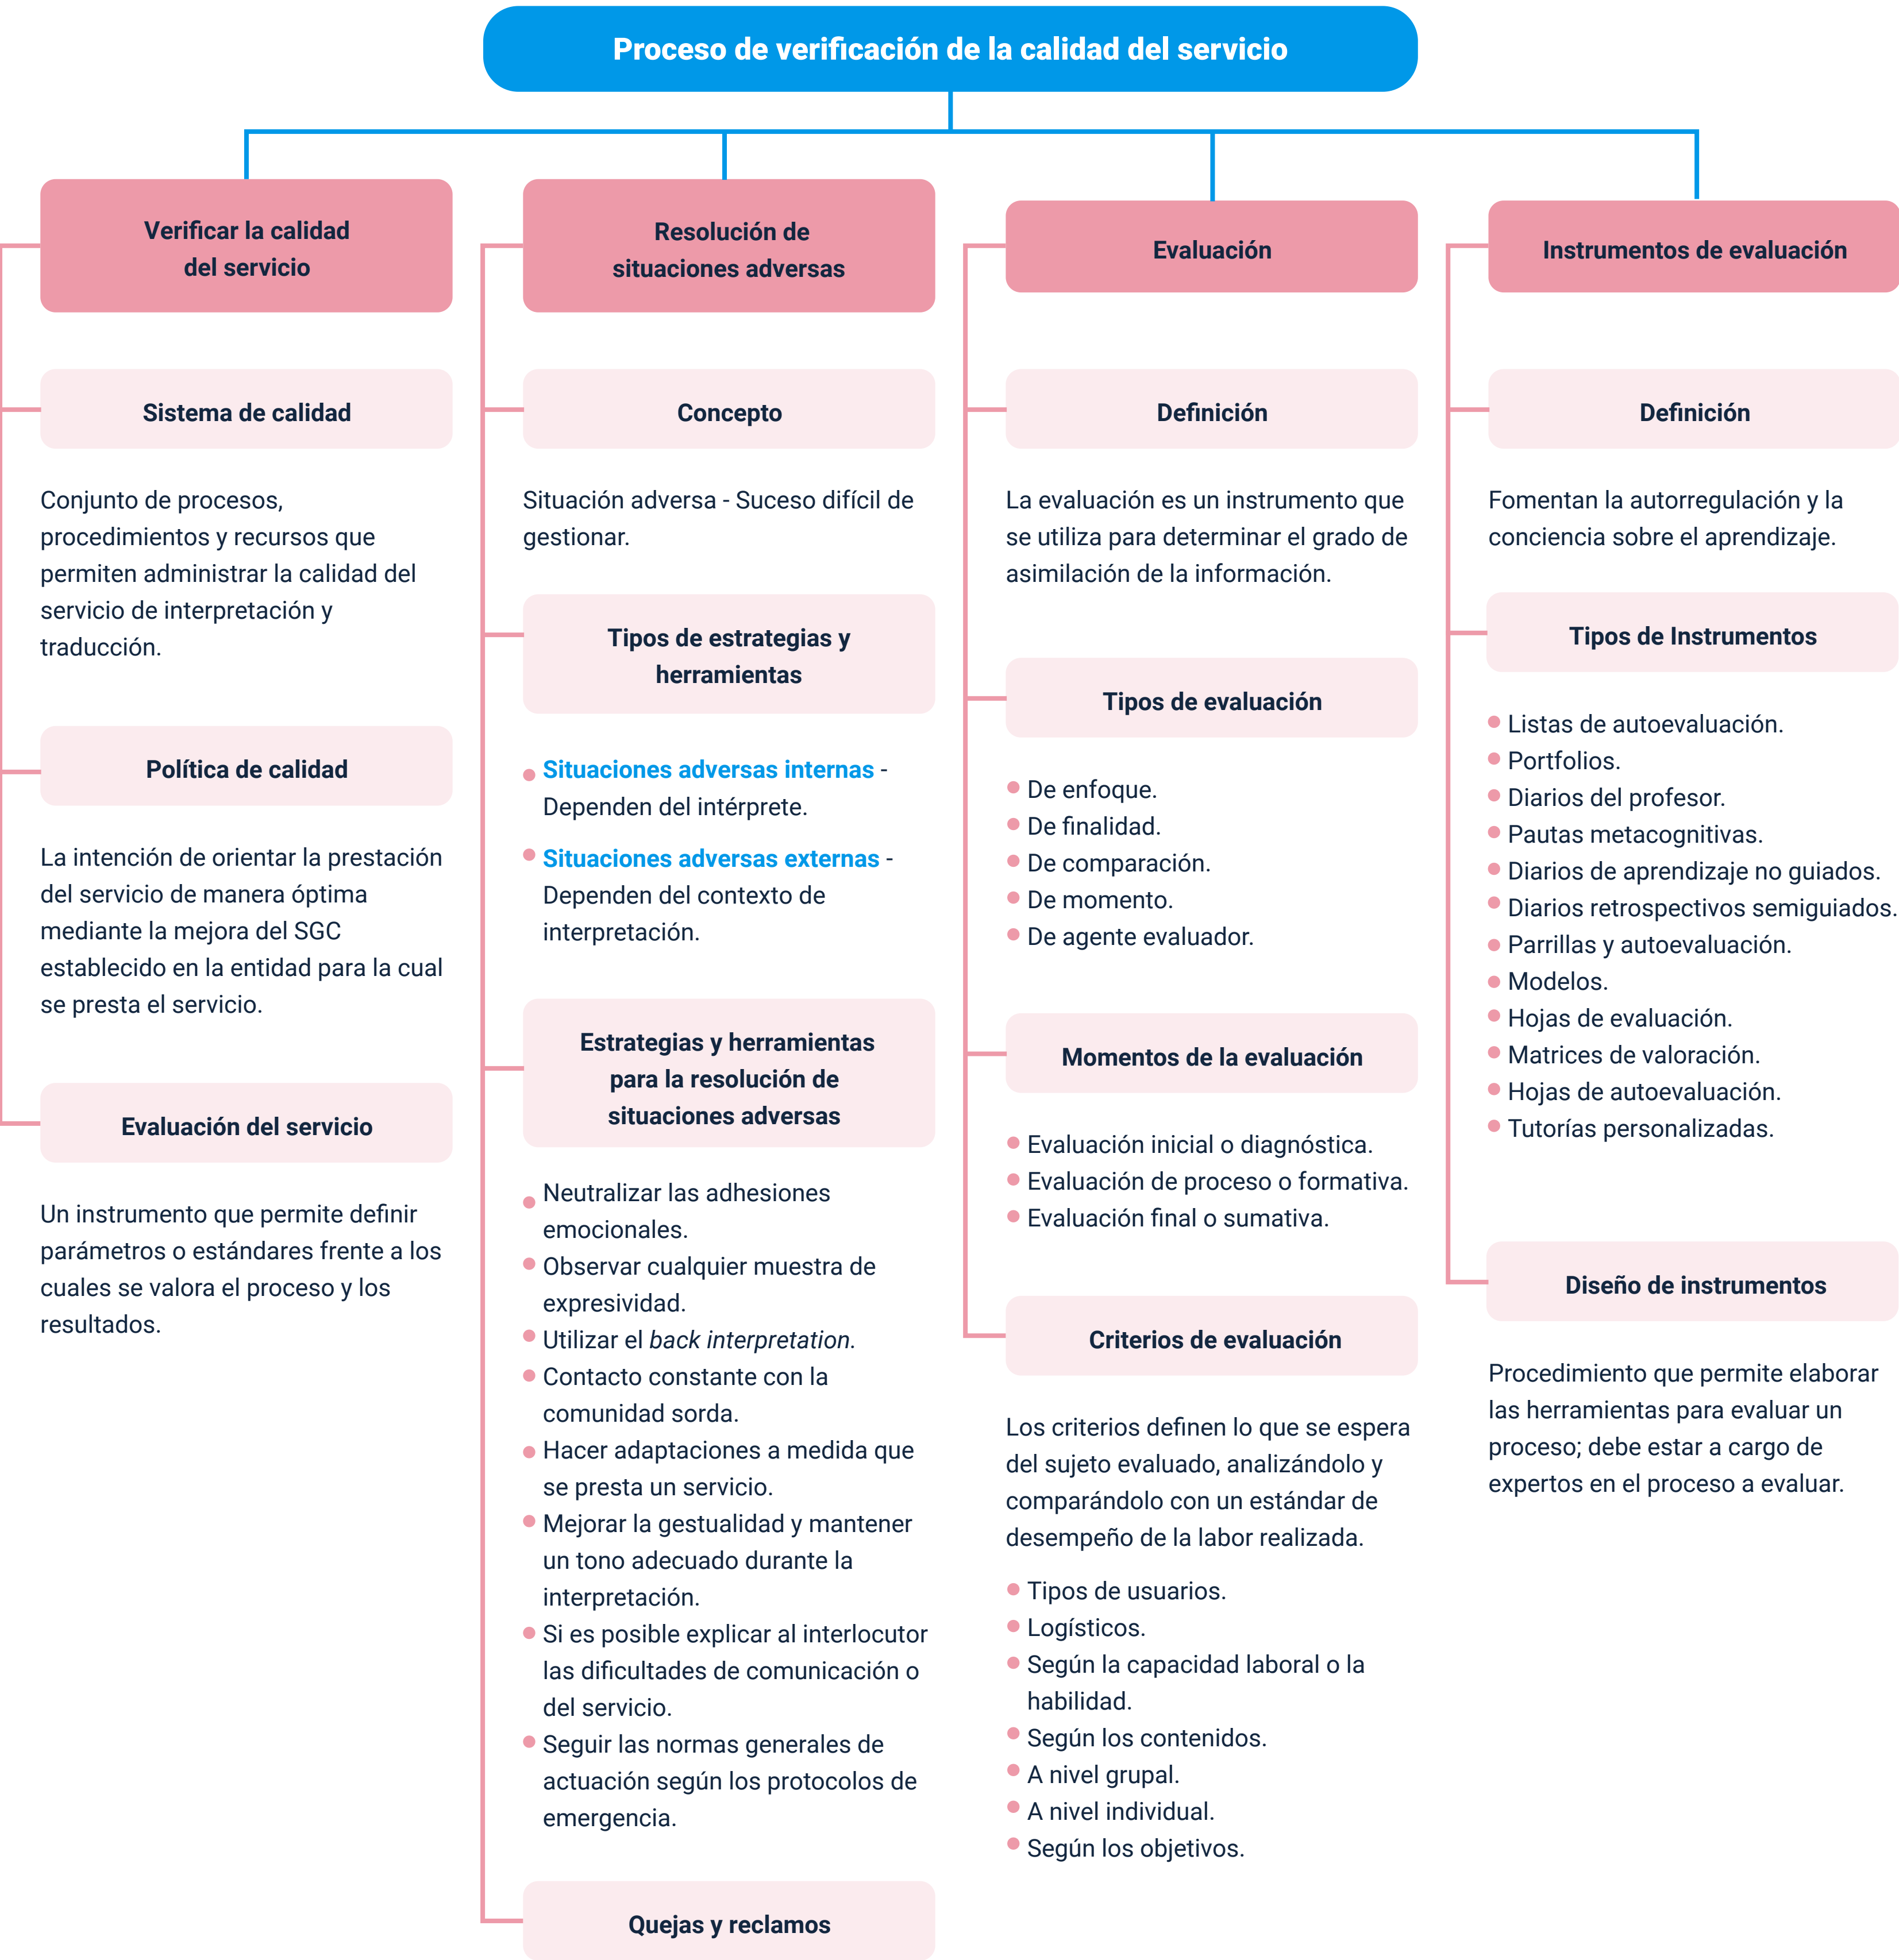 Proceso de verificación de la calidad del servicio
Verificar la calidad
del servicio
Sistema de calidad
Conjunto de procesos,
procedimientos y recursos que
permiten administrar la calidad del
servicio de interpretación y
traducción.
Política de calidad
La intención de orientar la prestación
del servicio de manera óptima
mediante la mejora del SGC
establecido en la entidad para la cual
se presta el servicio.
Evaluación del servicio
Un instrumento que permite definir
parámetros o estándares frente a los
cuales se valora el proceso y los
resultados.
Resolución de
situaciones adversas
Concepto
Situación adversa - Suceso difícil de
gestionar.
Tipos de estrategias y
herramientas
Situaciones adversas internas -
Dependen del intérprete.
Situaciones adversas externas -
Dependen del contexto de
interpretación.
Estrategias y herramientas
para la resolución de
situaciones adversas
Neutralizar las adhesiones
emocionales.
Observar cualquier muestra de
expresividad.
Utilizar el back interpretation.
Contacto constante con la
comunidad sorda.
Hacer adaptaciones a medida que
se presta un servicio.
Mejorar la gestualidad y mantener
un tono adecuado durante la
interpretación.
Si es posible explicar al interlocutor
las dificultades de comunicación o
del servicio.
Seguir las normas generales de
actuación según los protocolos de
emergencia.
Quejas y reclamos
Evaluación
Definición
La evaluación es un instrumento que
se utiliza para determinar el grado de
asimilación de la información.
Tipos de evaluación
De enfoque.
De finalidad.
De comparación.
De momento.
De agente evaluador.
Momentos de la evaluación
Evaluación inicial o diagnóstica.
Evaluación de proceso o formativa.
Evaluación final o sumativa.
Criterios de evaluación
Los criterios definen lo que se espera
del sujeto evaluado, analizándolo y
comparándolo con un estándar de
desempeño de la labor realizada.
Tipos de usuarios.
Logísticos.
Según la capacidad laboral o la
habilidad.
Según los contenidos.
A nivel grupal.
A nivel individual.
Según los objetivos.
Instrumentos de evaluación
Definición
Fomentan la autorregulación y la
conciencia sobre el aprendizaje.
Tipos de Instrumentos
Listas de autoevaluación.
Portfolios.
Diarios del profesor.
Pautas metacognitivas.
Diarios de aprendizaje no guiados.
Diarios retrospectivos semiguiados.
Parrillas y autoevaluación.
Modelos.
Hojas de evaluación.
Matrices de valoración.
Hojas de autoevaluación.
Tutorías personalizadas.
Diseño de instrumentos
Procedimiento que permite elaborar
las herramientas para evaluar un
proceso; debe estar a cargo de
expertos en el proceso a evaluar.